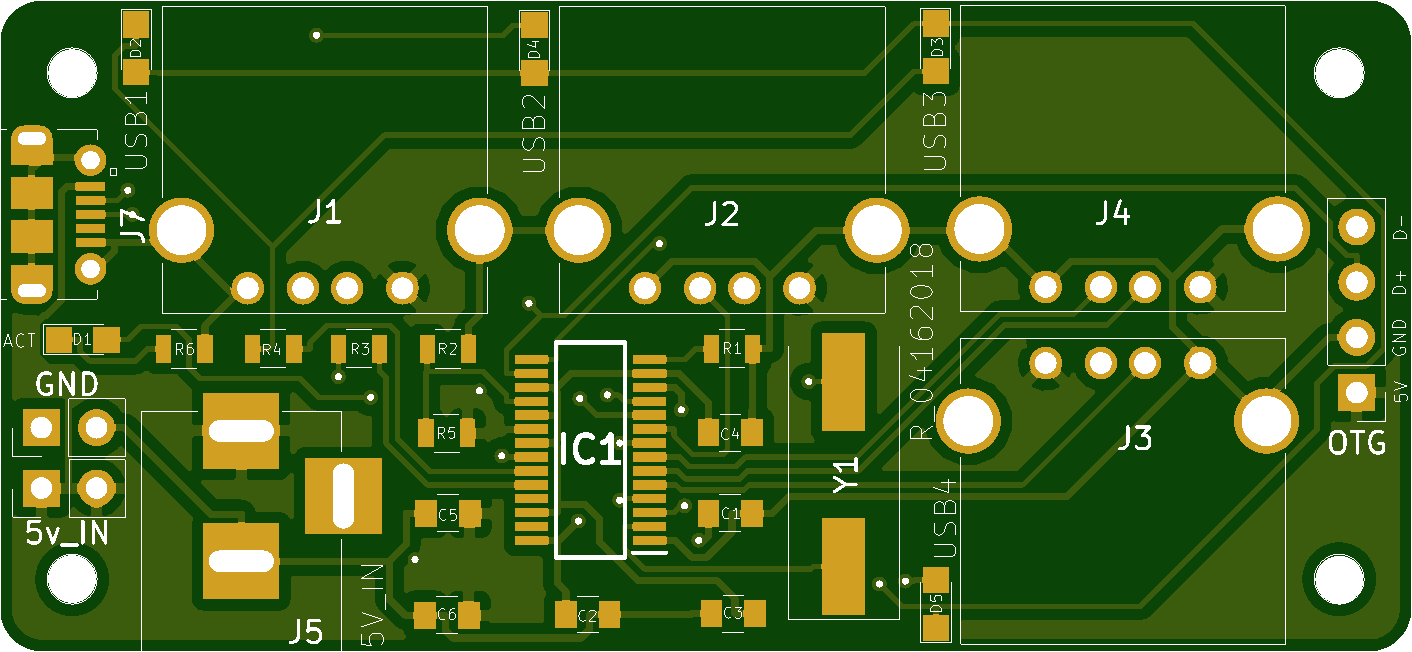 D2
D4
D3
USB1
USB2
USB3
J7
J1
J2
J4
D-
D+
GND
5V
OTG
ACT
D1
R6
R4
R3
R2
R1
R_04162018
GND
R5
C4
IC1
J3
Y1
C5
C1
USB4
5v_IN
5V_IN
J5
C6
C2
C3
D5